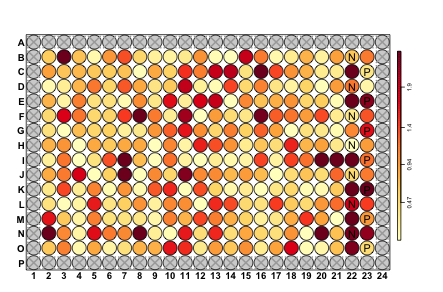 A
B N
C P
D N
E P
F N
G P
H N
I P
J N
K P
L N
M P
N N
O P
P
1 2 3 4 5 6 7 8 9 10 11 12 13 14 15 16 17 18 19 20 21 22 23 24
1.9
1.4
0.94
0.47